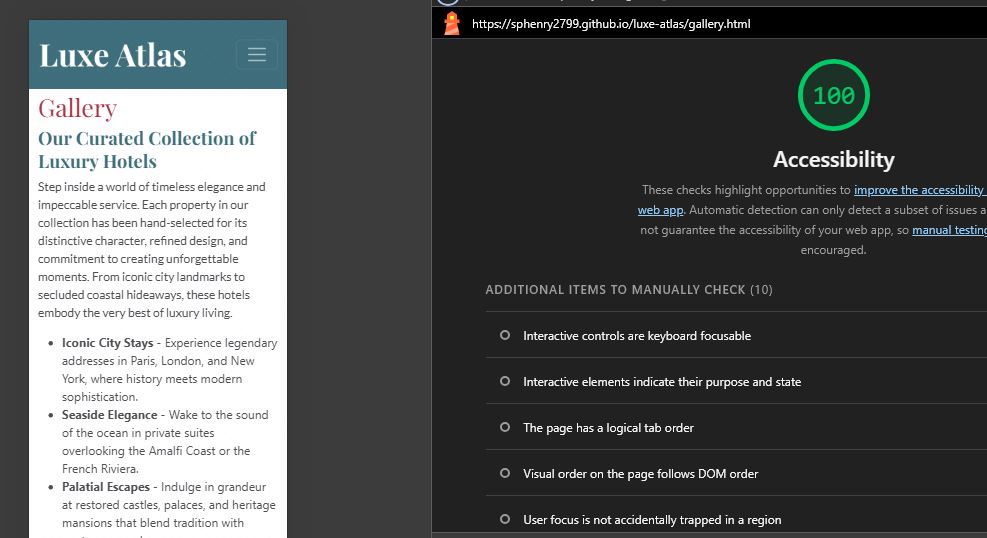 Luxe Atlas
Gallery
Our Curated Collection of
Luxury Hotels
Step inside a world of timeless elegance and
impeccable service. Each property in our
collection has been hand-selected for its
distinctive character, refined design, and
commitment to creating unforgettable
moments. From iconic city landmarks to
secluded coastal hideaways, these hotels
embody the very best of luxury living.
• Iconic City Stays - Experience legendary
addresses in Paris, London, and New
York, where history meets modern
sophistication.
• Seaside Elegance - Wake to the sound
of the ocean in private suites
overlooking the Amalfi Coast or the
French Riviera.
• Palatial Escapes - Indulge in grandeur
at restored castles, palaces, and heritage
mansions that blend tradition with
https://sphenry2799.github.io/luxe-atlas/gallery.html
100
Accessibility
These checks highlight opportunities to improve the accessibility
web app. Automatic detection can only detect a subset of issues a
not guarantee the accessibility of your web app, so manual testing
encouraged.
ADDITIONAL ITEMS TO MANUALLY CHECK (10)
Interactive controls are keyboard focusable
Interactive elements indicate their purpose and state
The page has a logical tab order
Visual order on the page follows DOM order
User focus is not accidentally trapped in a region